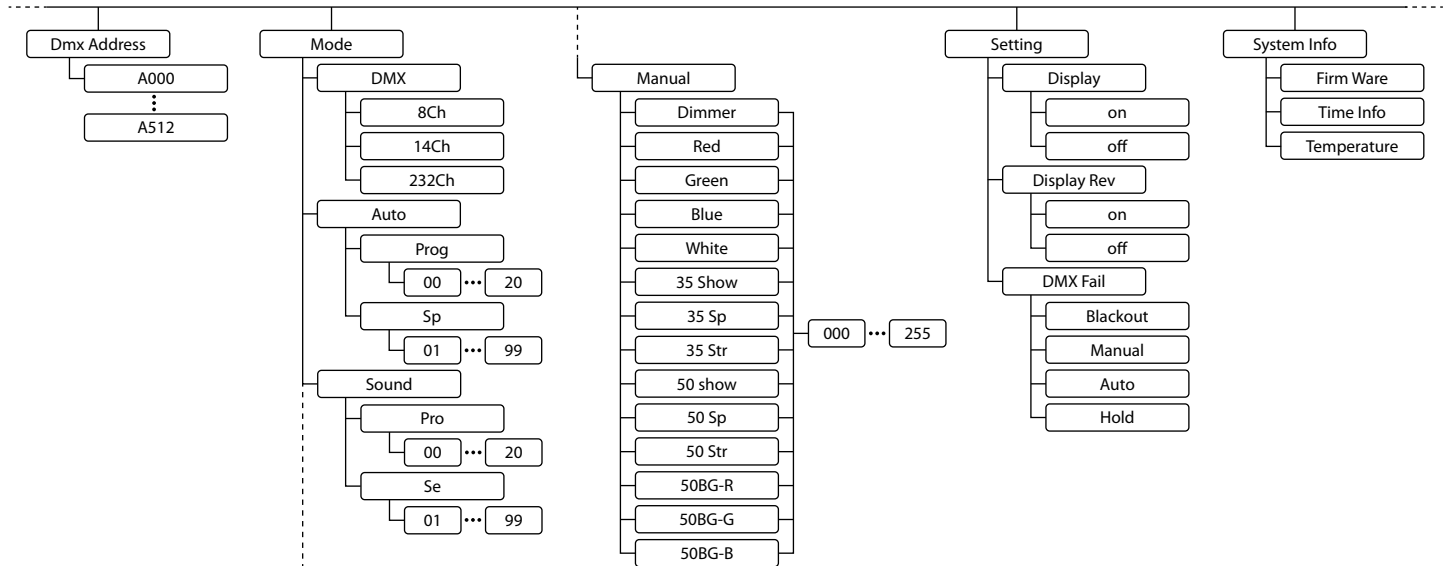 Dmx Address
A000
A512
Mode
DMX
8Ch
14Ch
232Ch
Auto
Prog
00 ••• 20
Sp
01 ••• 99
Sound
Pro
00 ••• 20
Se
01 ••• 99
Manual
Dimmer
Red
Green
Blue
White
35 Show
35 Sp
35 Str
50 show
50 Sp
50 Str
50BG-R
50BG-G
50BG-B
000 ••• 255
Setting
Display
on
off
Display Rev
on
off
DMX Fail
Blackout
Manual
Auto
Hold
System Info
Firm Ware
Time Info
Temperature